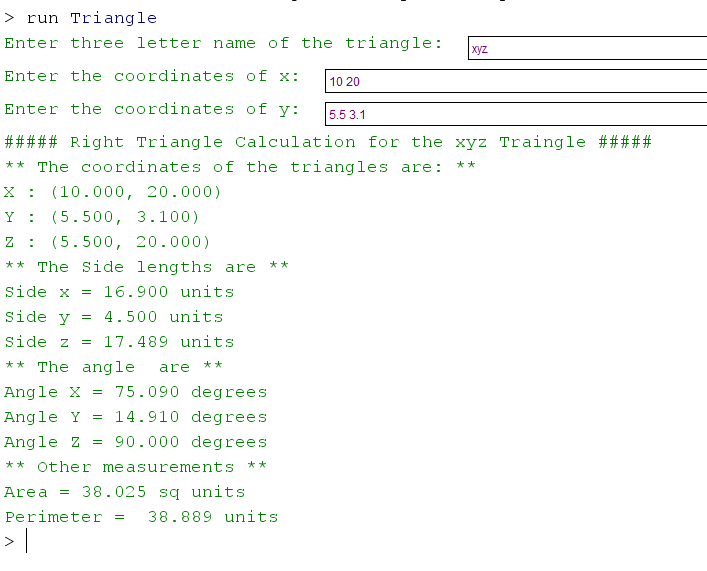 > run Triangle
Enter three letter name of the triangle: xyz
Enter the coordinates of x: 10 20
Enter the coordinates of y: 5.5 3.1
##### Right Triangle Calculation for the xyz Traingle #####
** The coordinates of the triangles are: **
X : (10.000, 20.000)
Y : (5.500, 3.100)
Z : (5.500, 20.000)
** The Side lengths are **
Side x = 16.900 units
Side y = 4.500 units
Side z = 17.489 units
** The angle  are **
Angle X = 75.090 degrees
Angle Y = 14.910 degrees
Angle Z = 90.000 degrees
** Other measurements **
Area = 38.025 sq units
Perimeter =  38.889 units
>